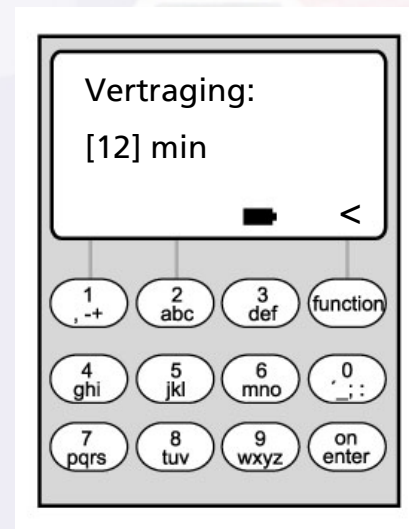 Vertraging:
[12] min
<
1 2 3 function
, -+ abc def
4 5 6 0
ghi jkl mno ´_; :
7 8 9 on
pqrs tuv wxyz enter